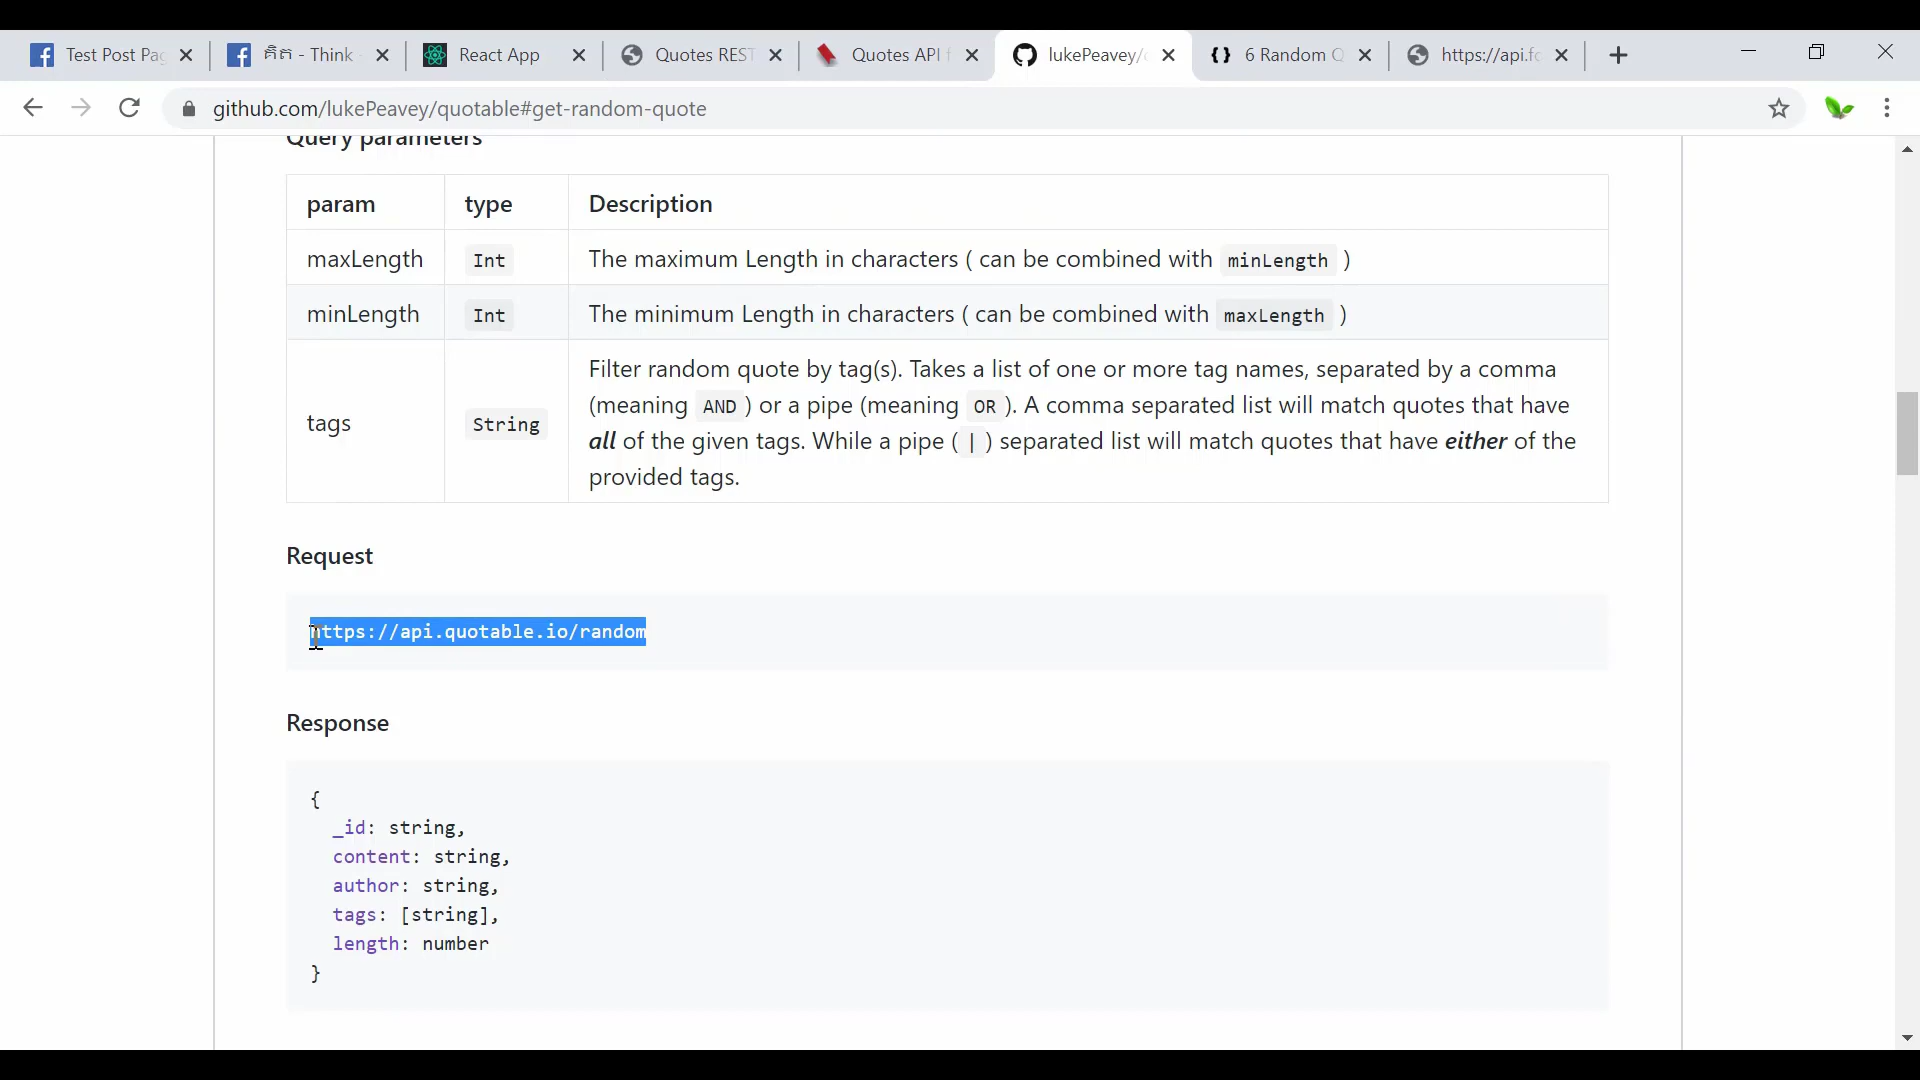 Test Post Pag
គិត - Think
React App
Quotes REST
Quotes API f
lukePeavey/
6 Random Q
https://api.fo
github.com/lukePeavey/quotable#get-random-quote
Query parameters
param type Description
maxLength Int The maximum Length in characters ( can be combined with minLength )
minLength Int The minimum Length in characters ( can be combined with maxLength )
tags String Filter random quote by tag(s). Takes a list of one or more tag names, separated by a comma
(meaning AND ) or a pipe (meaning OR ). A comma separated list will match quotes that have
all of the given tags. While a pipe ( | ) separated list will match quotes that have either of the
provided tags.
Request
https://api.quotable.io/random
Response
{
_id: string,
content: string,
author: string,
tags: [string],
length: number
}